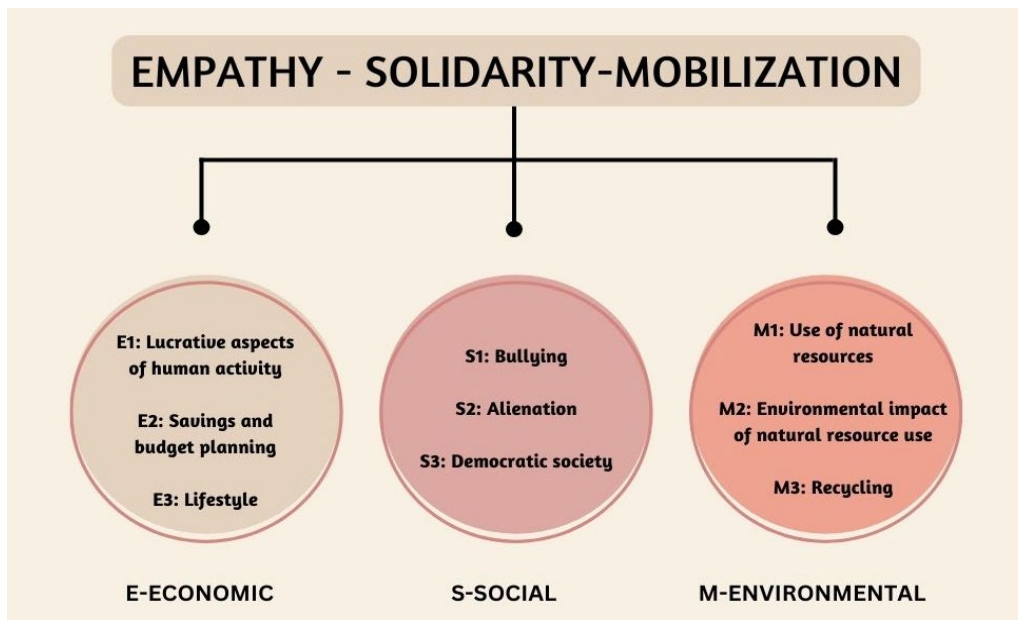 EMPATHY - SOLIDARITY-MOBILIZATION
E1: Lucrative aspects
of human activity
E2: Savings and
budget planning
E3: Lifestyle
S1: Bullying
S2: Alienation
S3: Democratic society
M1: Use of natural
resources
M2: Environmental impact
of natural resource use
M3: Recycling
E-ECONOMIC
S-SOCIAL
M-ENVIRONMENTAL